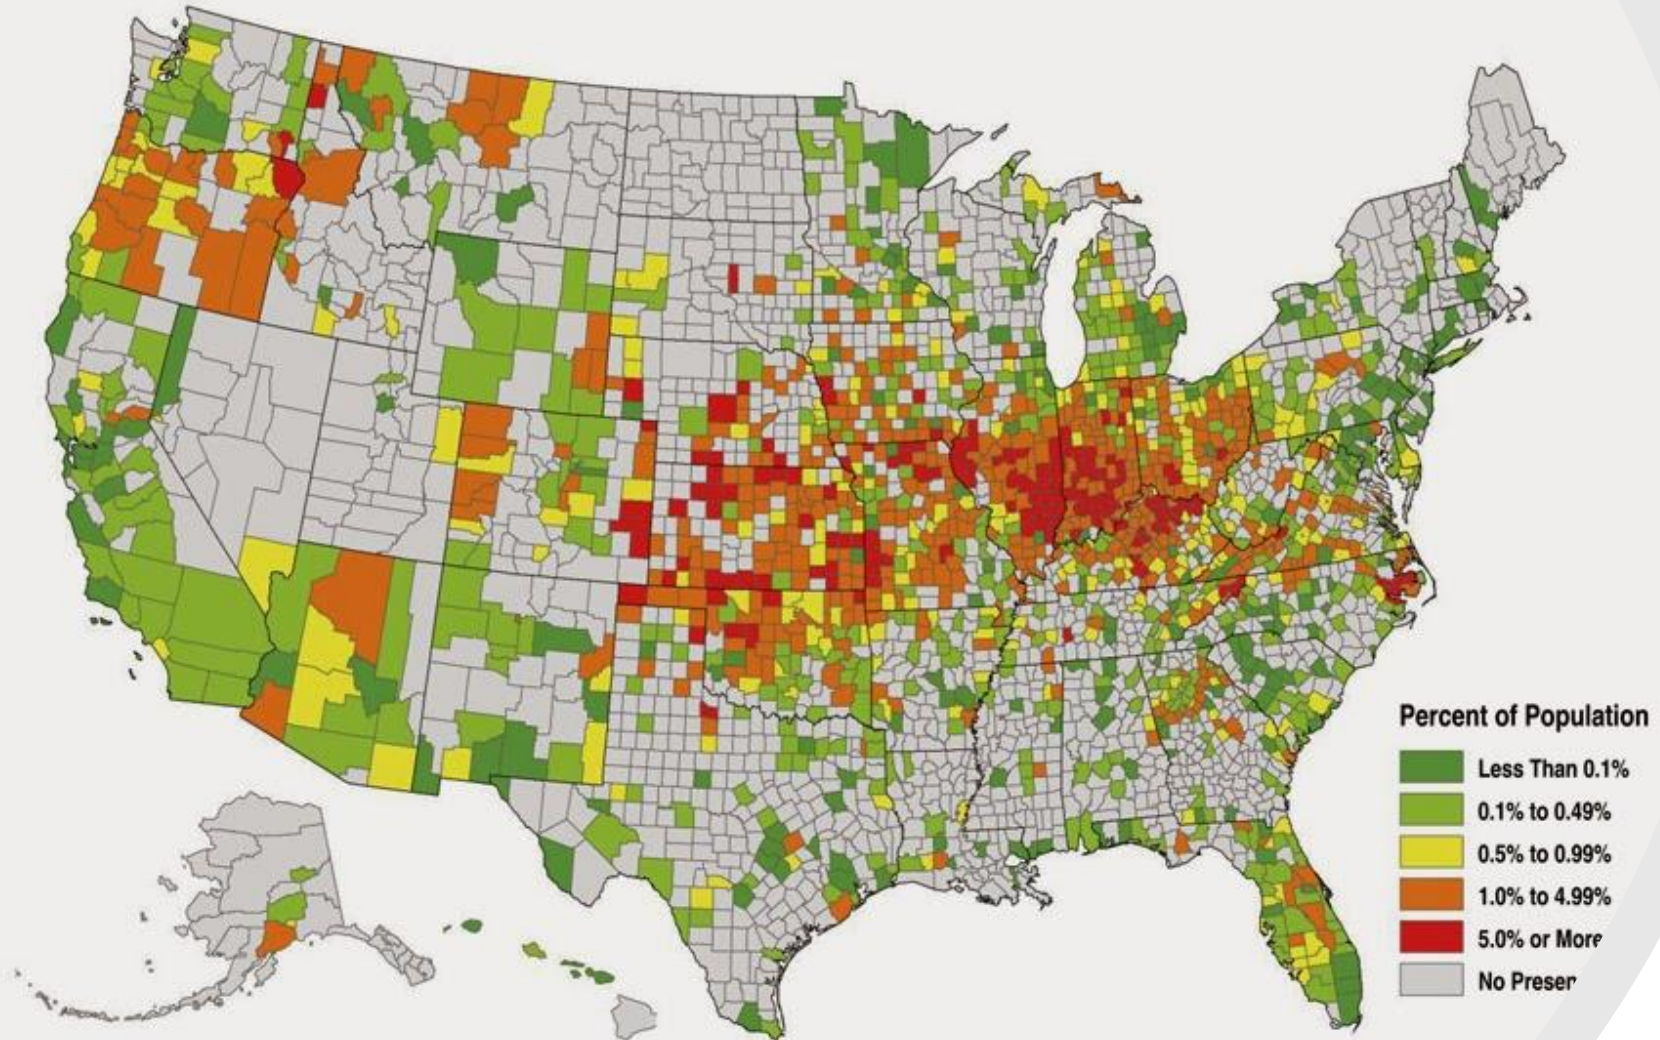 Percent of Population
Less Than 0.1%
0.1% to 0.49%
0.5% to 0.99%
1.0% to 4.99%
5.0% or More
No Presen